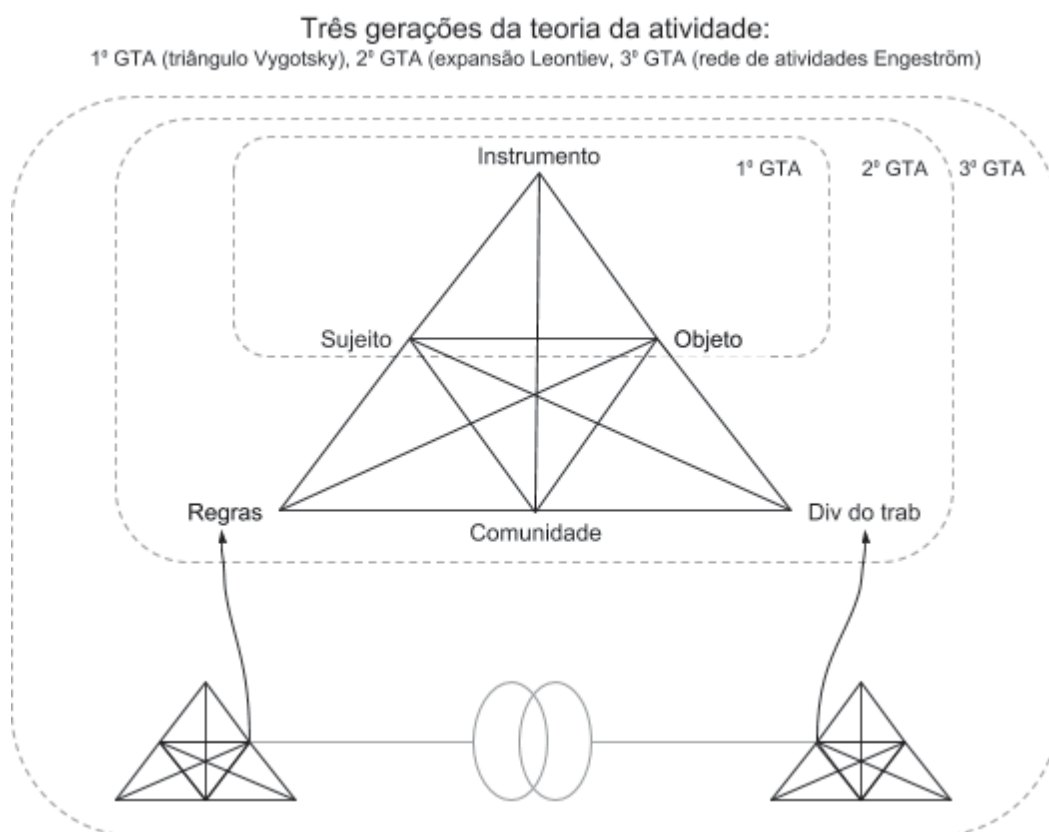 Três gerações da teoria da atividade:
1º GTA (triângulo Vygotsky), 2º GTA (expansão Leontiev, 3º GTA (rede de atividades Engeström)
Instrumento
1º GTA
2º GTA
3º GTA
Sujeito
Objeto
Regras
Comunidade
Div do trab